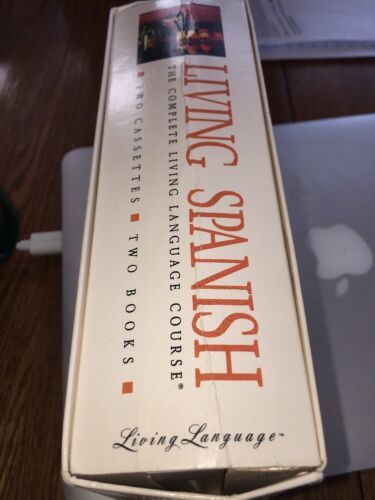 LIVING SPANISH
THE COMPLETE LIVING LANGUAGE COURSE®
■ TWO CASSETTES ■ TWO BOOKS ■
Living Language™